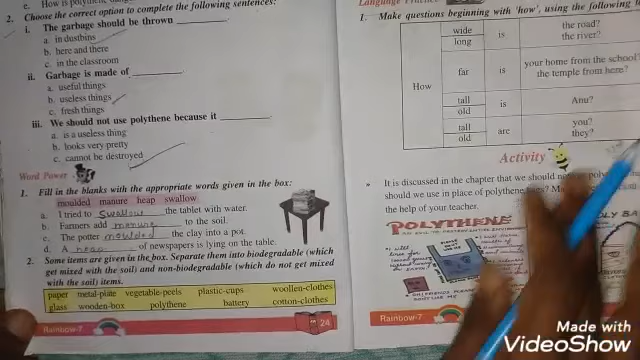 e. How is
2. Choose the correct option to complete the following sentences:
i. The garbage should be thrown
a. in dustbins
b. here and there
c. in the classroom
ii. Garbage is made of
a. useful things
b. useless things
c. fresh things
iii. We should not use polythene because it
a. is a useless thing
b. looks very pretty
c. cannot be destroyed
Word Power
1. Fill in the blanks with the appropriate words given in the box:
moulded manure heap swallow
a. I tried to swallow the tablet with water.
b. Farmers add manure to the soil.
c. The potter moulded the clay into a pot.
d. A heap of newspapers is lying on the table.
2. Some items are given in the box. Separate them into biodegradable (which
get mixed with the soil) and non-biodegradable (which do not get mixed
with the soil) items.
paper metal-plate vegetable-peels plastic-cups woollen-clothes
glass wooden-box polythene battery cotton-clothes
Rainbow-7
24
Language
1. Make questions beginning with 'how', using the following
How
wide
long
is
the road?
the river?
far
is
your home from the school
the temple from here?
tall
old
is
Anu?
tall
old
are
you?
they?
Activity
» It is discussed in the chapter that we should
should we use in place of polythene
the help of your teacher.
POLYTHENE
Rainbow-7
Made with
VideoShow